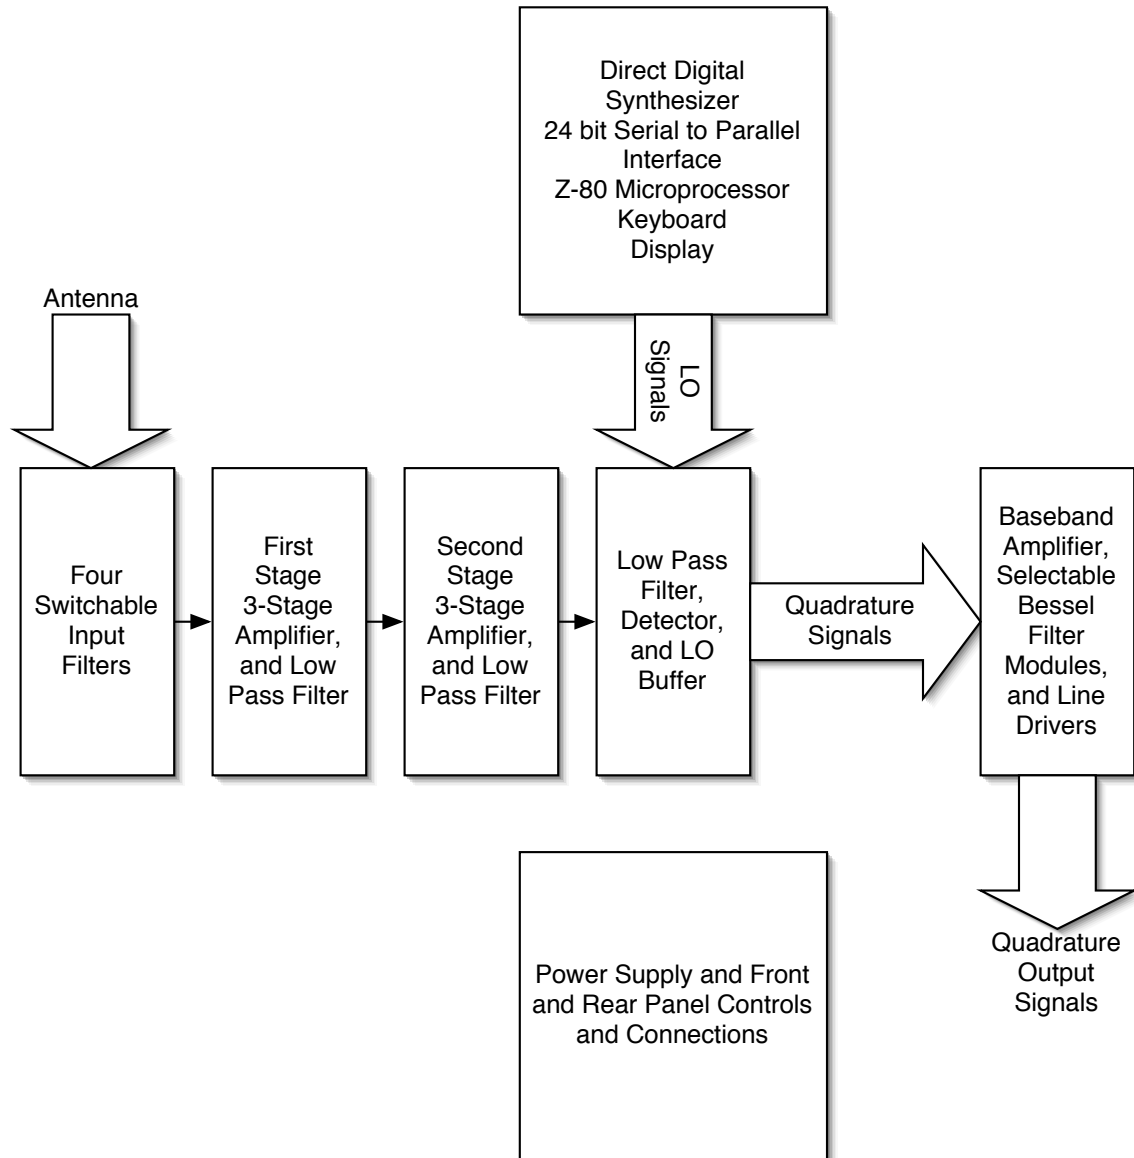 Direct Digital
Synthesizer
24 bit Serial to Parallel
Interface
Z-80 Microprocessor
Keyboard
Display
Antenna
LO
Signals
Four
Switchable
Input
Filters
First
Stage
3-Stage
Amplifier,
and Low
Pass Filter
Second
Stage
3-Stage
Amplifier,
and Low
Pass Filter
Low Pass
Filter,
Detector,
and LO
Buffer
Quadrature
Signals
Baseband
Amplifier,
Selectable
Bessel
Filter
Modules,
and Line
Drivers
Quadrature
Output
Signals
Power Supply and Front
and Rear Panel Controls
and Connections